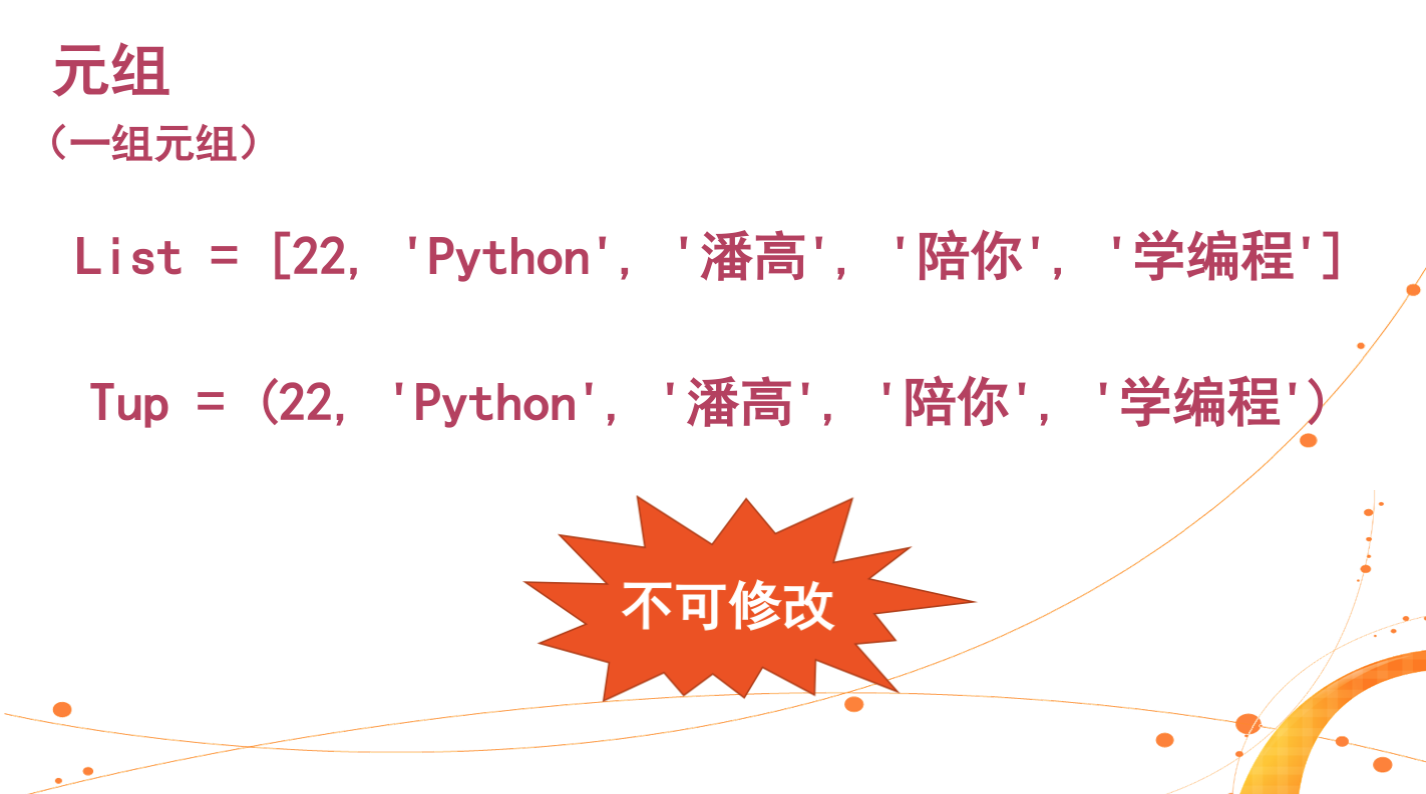 元组
(一组元组)
List = [22, 'Python', '潘高', '陪你', '学编程']
Tup = (22, 'Python', '潘高', '陪你', '学编程')
不可修改